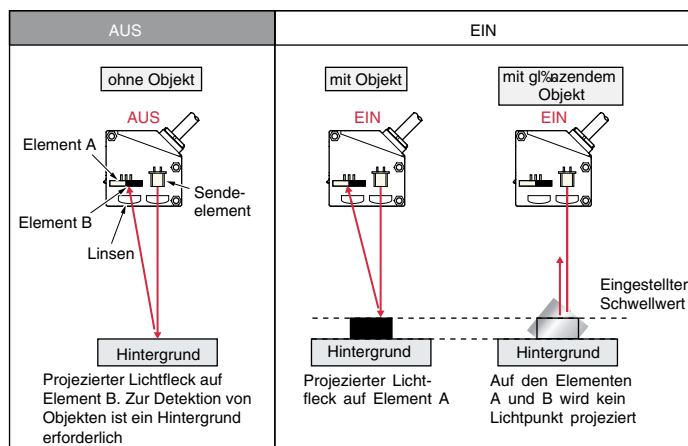 AUS
EIN
ohne Objekt
mit Objekt
mit gl‰nzendem
Objekt
AUS
EIN
EIN
Element A
Element B
Linsen
Sende-
element
Eingestellter
Schwellwert
Hintergrund
Hintergrund
Hintergrund
Projezierter Lichtfleck auf
Element B. Zur Detektion von
Objekten ist ein Hintergrund
erforderlich
Projezierter Licht-
fleck auf Element A
Auf den Elementen
A und B wird kein
Lichtpunkt projeziert